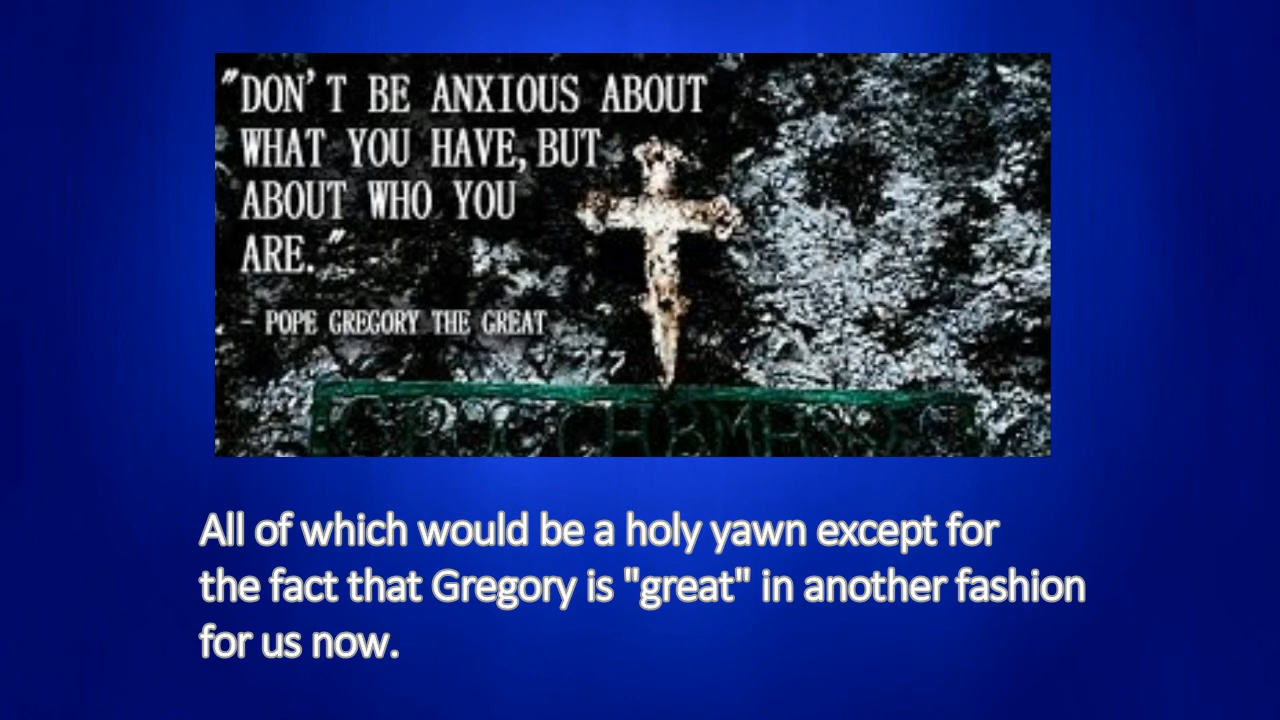 "DON'T BE ANXIOUS ABOUT
WHAT YOU HAVE, BUT
ABOUT WHO YOU
ARE."
- POPE GREGORY THE GREAT
All of which would be a holy yawn except for
the fact that Gregory is "great" in another fashion
for us now.